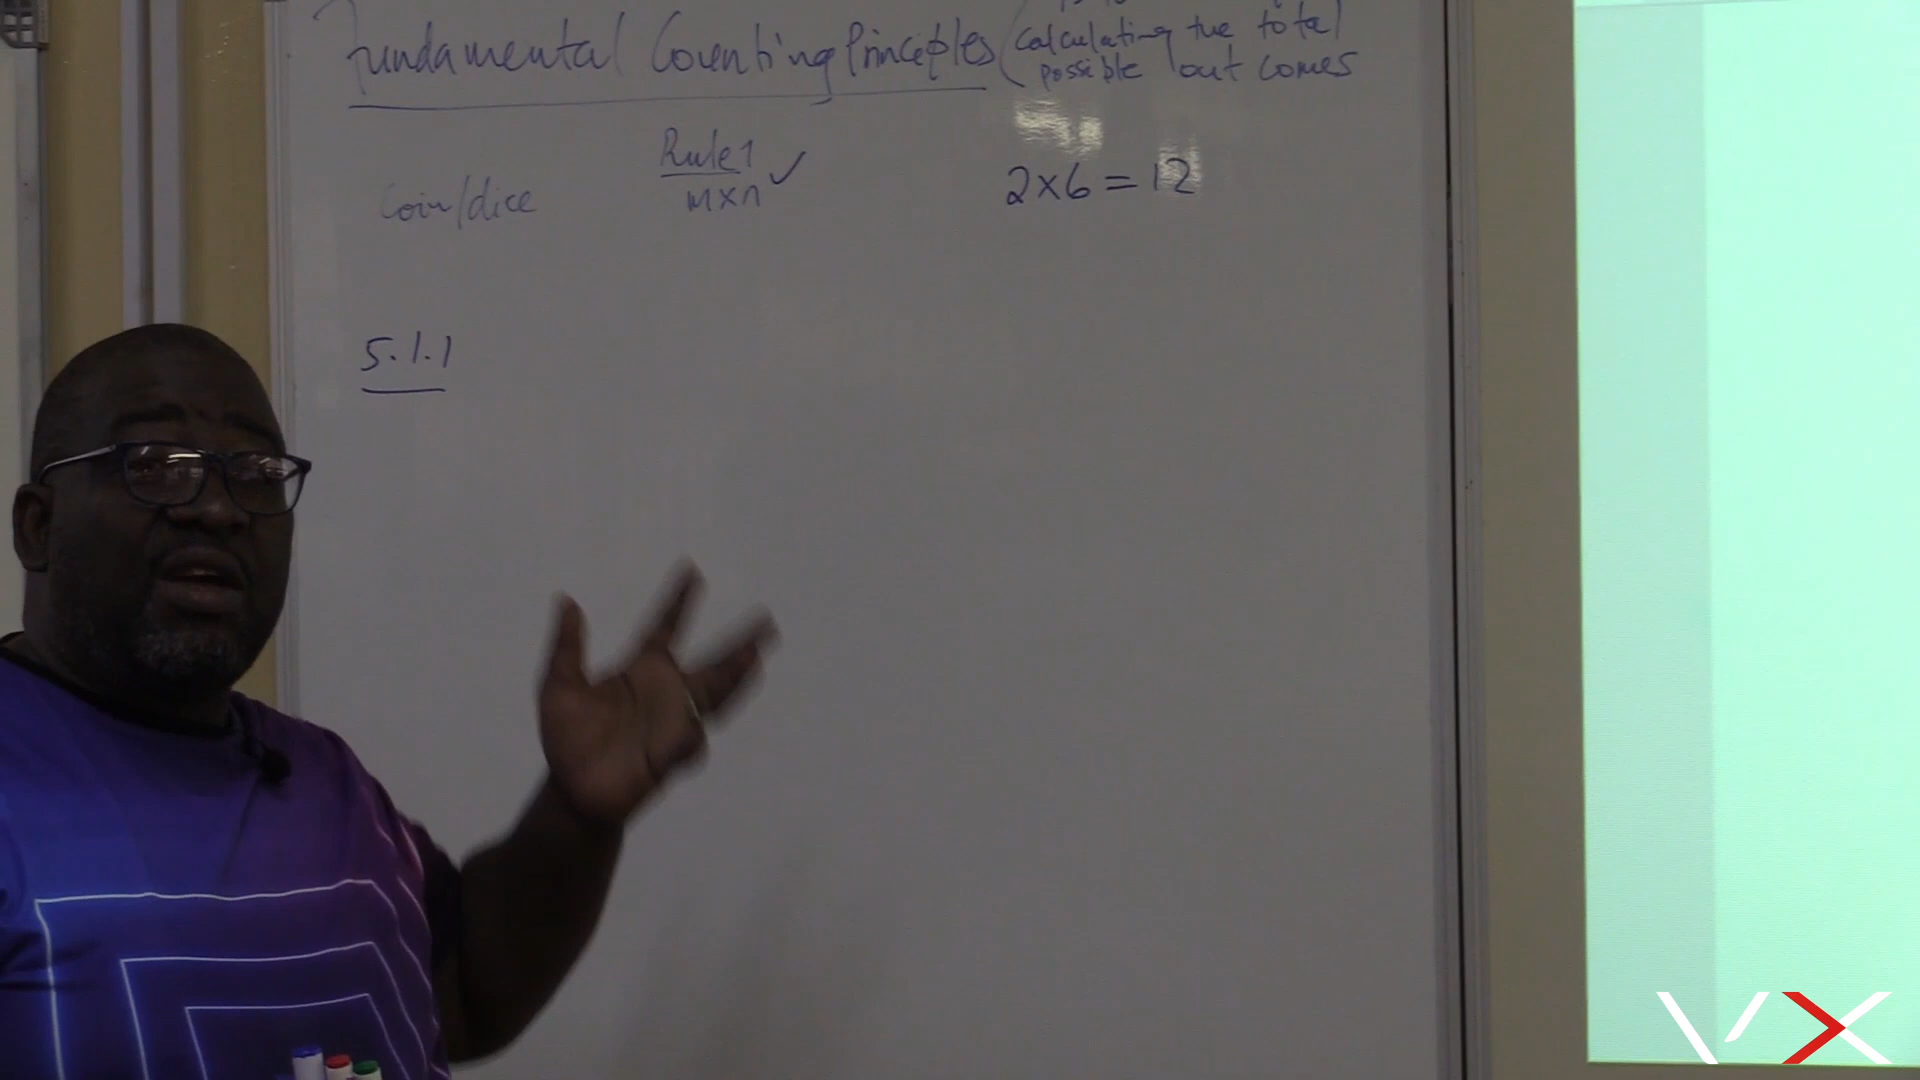 Fundamental Counting Principles (calculating the total
possible out comes
Rule 1
Coin/dice
m×n ✓
2×6=12
5.1.1
VX